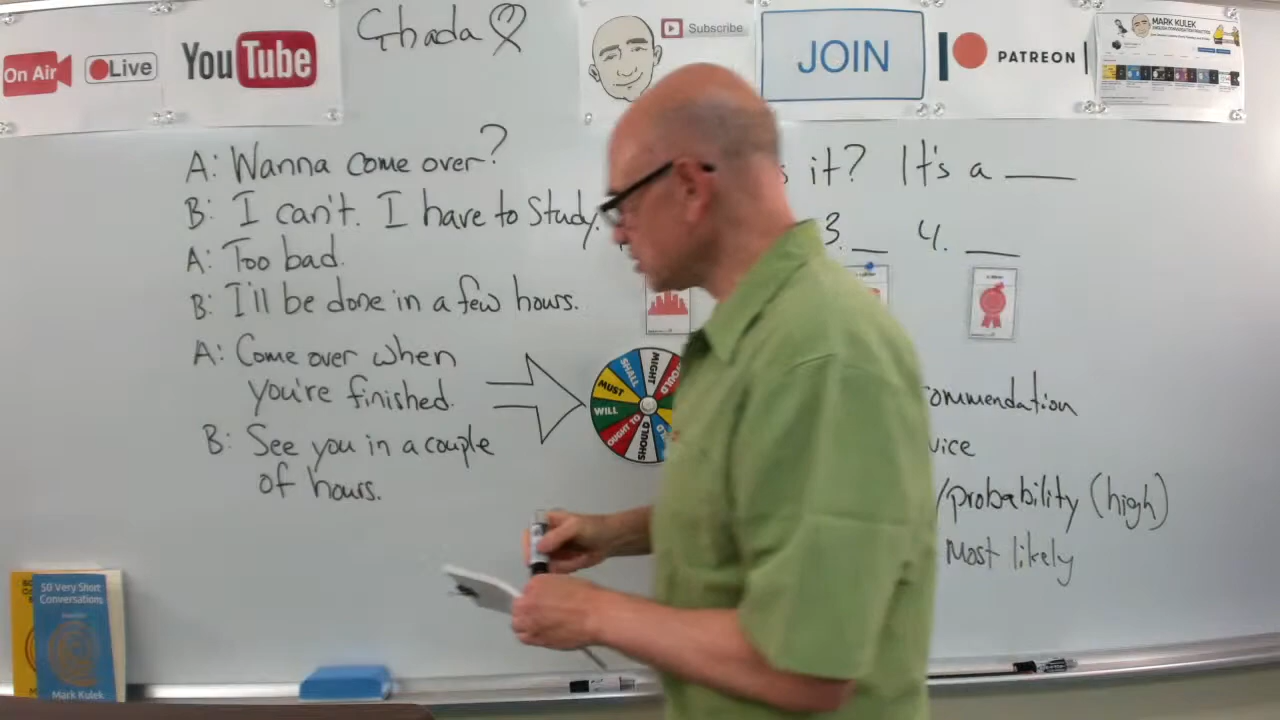 On Air
Live
YouTube
Ghada
Subscribe
JOIN
PATREON
MARK KULEK
A: Wanna come over?
B: I can't. I have to study.
A: Too bad.
B: I'll be done in a few hours.
A: Come over when
you're finished.
B: See you in a couple
of hours.
it? It's a
3. 4.
MIGHT
SHALL
MUST
WILL
OUGHT TO
SHOULD
/probability (high)
Most likely
50 Very Short
Conversations
Mark Kulek